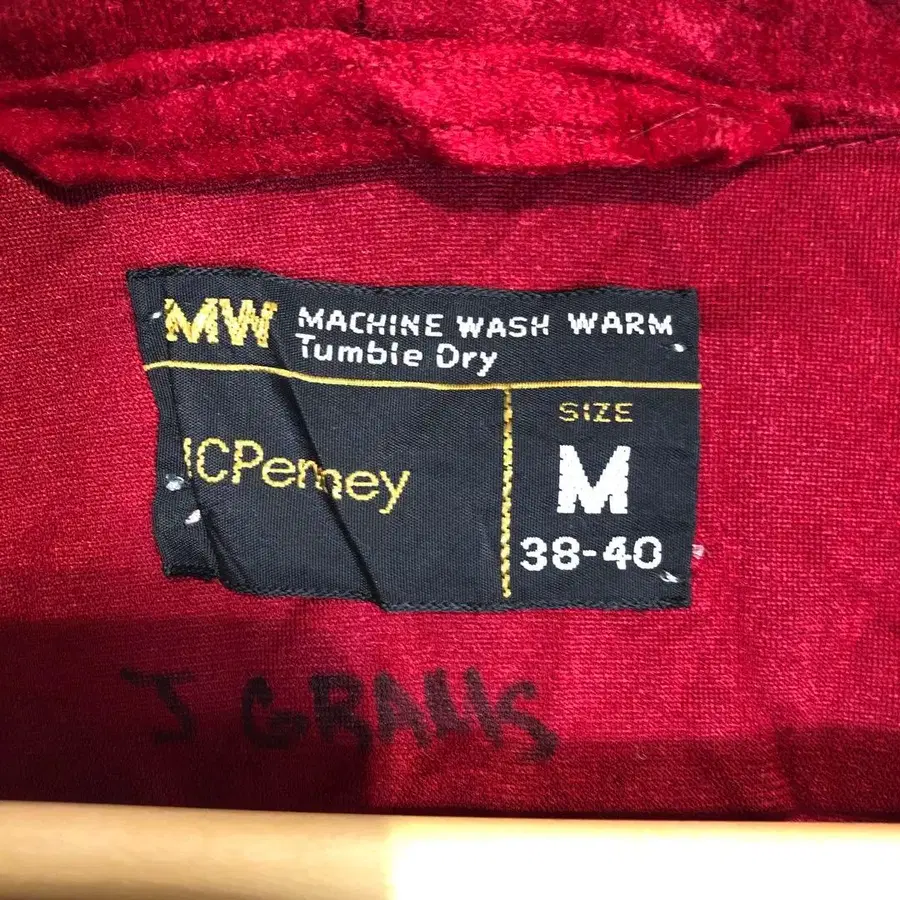 MW MACHINE WASH WARM
Tumble Dry
JCPenney
SIZE
M
38-40
J GRAMS